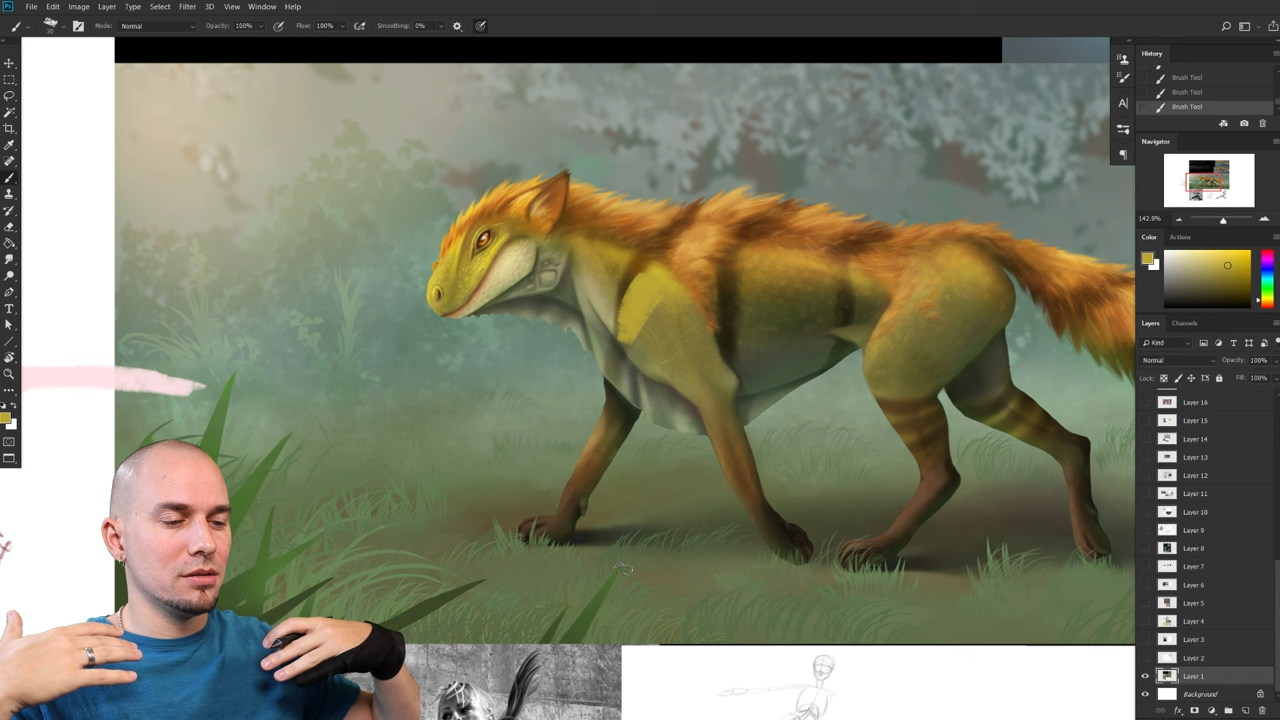 Ps File Edit Image Layer Type Select Filter 3D View Window Help
30 Mode: Normal Opacity: 100% Flow: 100% Smoothing: 0%
History
Brush Tool
Brush Tool
Brush Tool
Navigator
142.9%
Color Actions
Layers Channels
Kind
Normal Opacity: 100%
Lock: Fill: 100%
Layer 16
Layer 15
Layer 14
Layer 13
Layer 12
Layer 11
Layer 10
Layer 9
Layer 8
Layer 7
Layer 6
Layer 5
Layer 4
Layer 3
Layer 2
Layer 1
Background